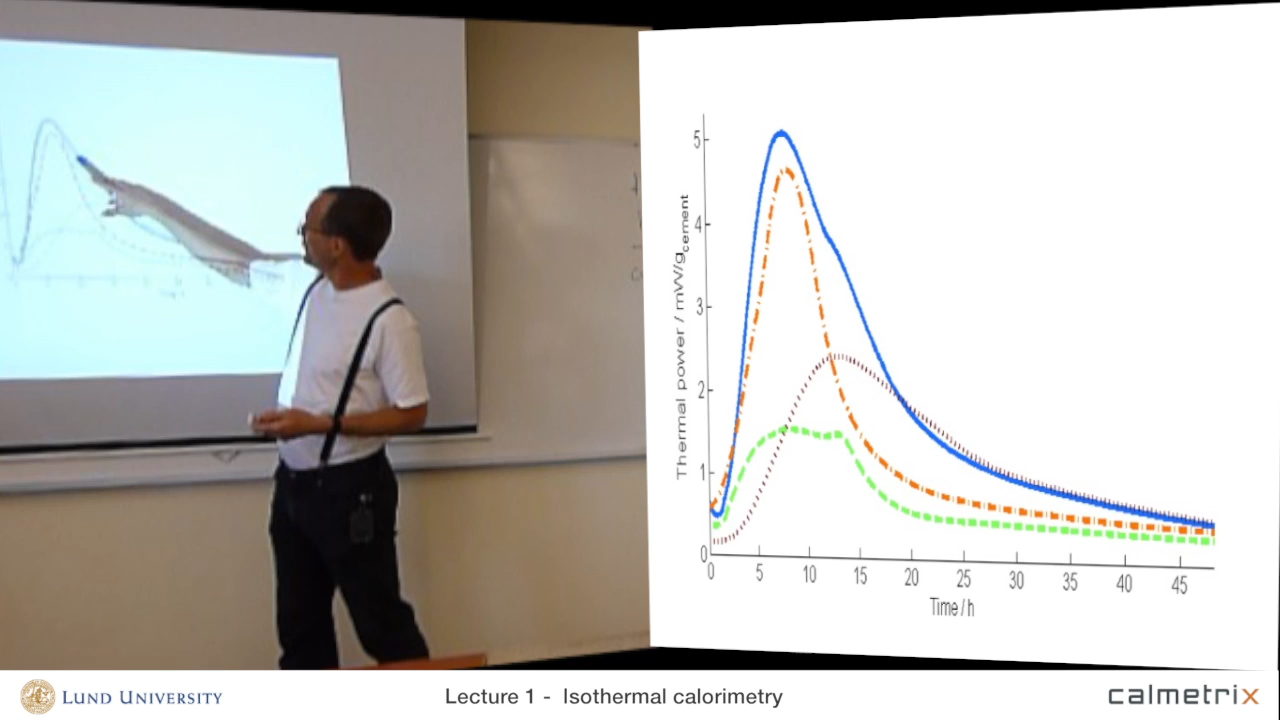 Thermal power / mW/gcement
5
4
3
2
1
0
0 5 10 15 20 25 30 35 40 45
Time / h
LUND UNIVERSITY
Lecture 1 - Isothermal calorimetry
calmetrix